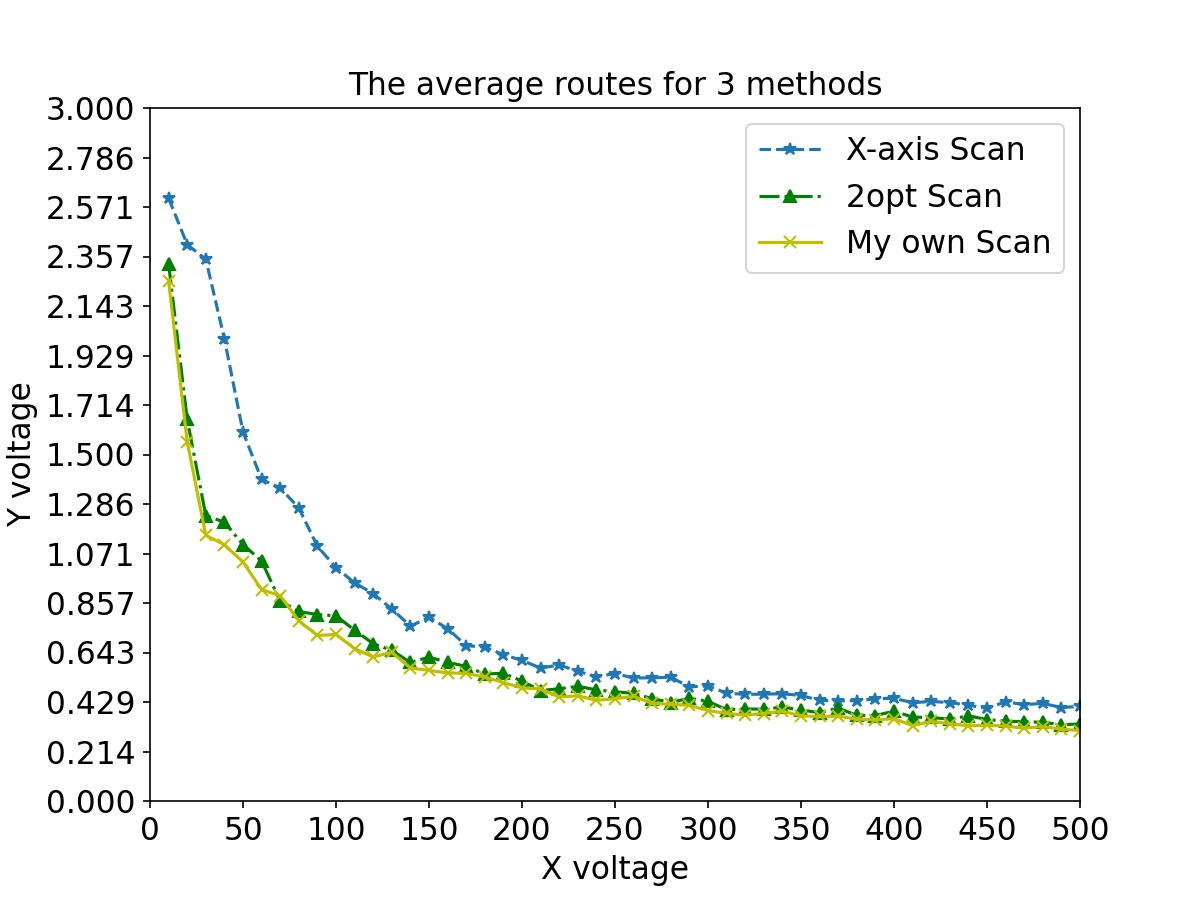 The average routes for 3 methods
3.000
2.786
2.571
2.357
2.143
1.929
1.714
1.500
1.286
1.071
0.857
0.643
0.429
0.214
0.000
Y voltage
X-axis Scan
2opt Scan
My own Scan
0 50 100 150 200 250 300 350 400 450 500
X voltage